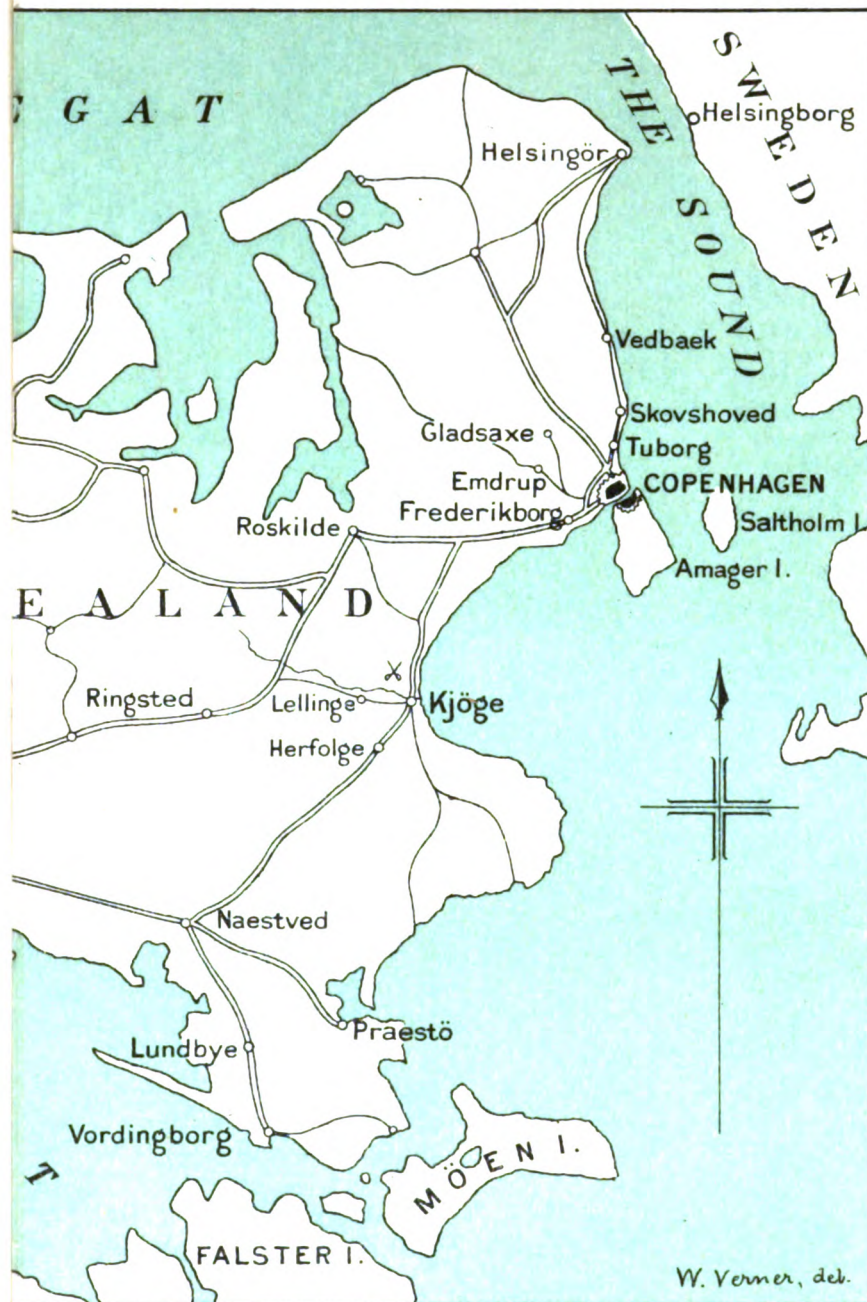 EGAT
THE SOUND
SWEDEN
Helsingborg
Helsingör
Vedbaek
Skovshoved
Gladsaxe
Tuborg
Emdrup
COPENHAGEN
Frederikborg
Saltholm I.
Roskilde
Amager I.
EALAND
Ringsted
Lellinge
Kjöge
Herfolge
Naestved
Praestö
Lundbye
Vordingborg
T
MÖEN I.
FALSTER I.
W. Verner, del.